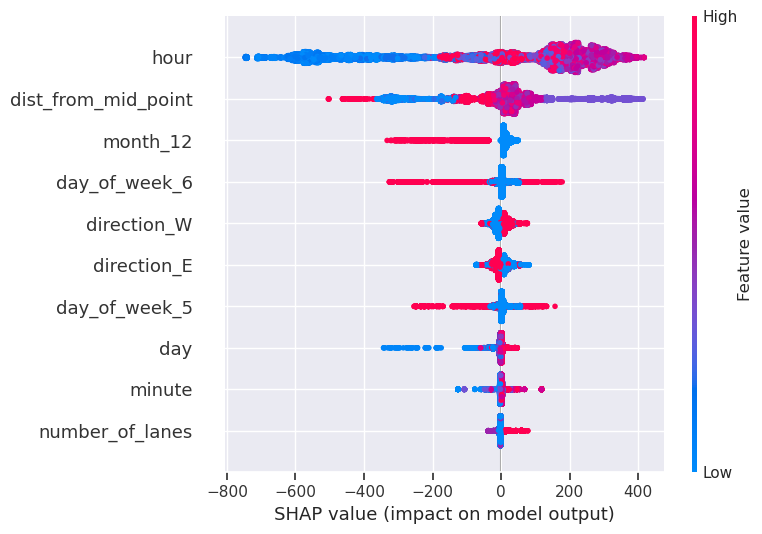 High
hour
dist_from_mid_point
month_12
day_of_week_6
direction_W
direction_E
day_of_week_5
day
minute
number_of_lanes
Feature value
Low
−800 −600 −400 −200 0 200 400
SHAP value (impact on model output)